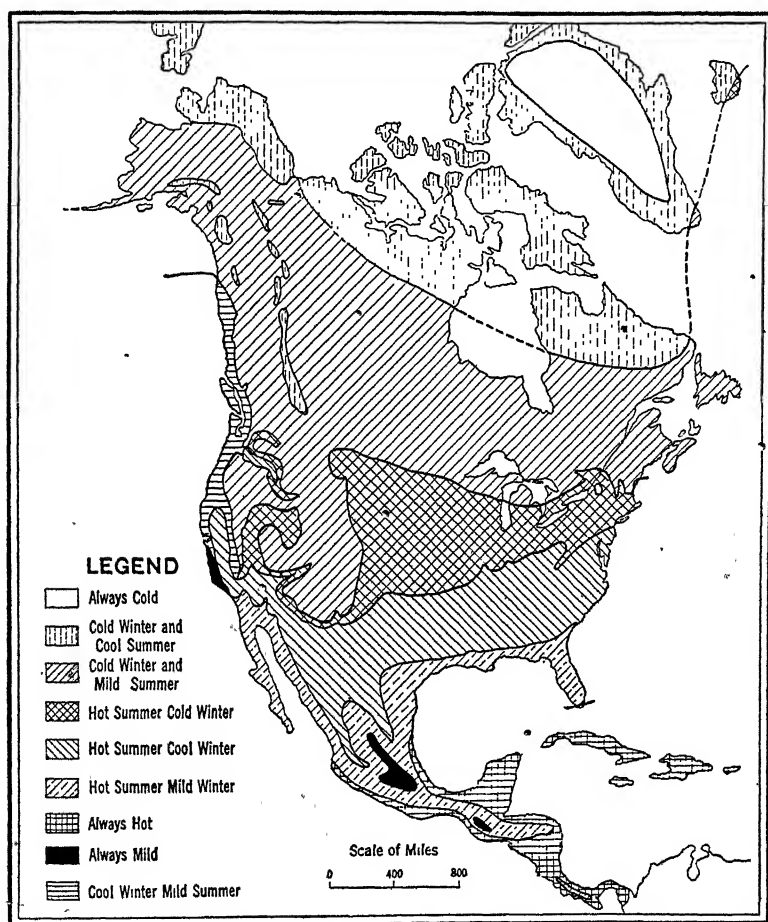 LEGEND
Always Cold
Cold Winter and
Cool Summer
Cold Winter and
Mild Summer
Hot Summer Cold Winter
Hot Summer Cool Winter
Hot Summer Mild Winter
Always Hot
Always Mild
Cool Winter Mild Summer
Scale of Miles
0 400 800